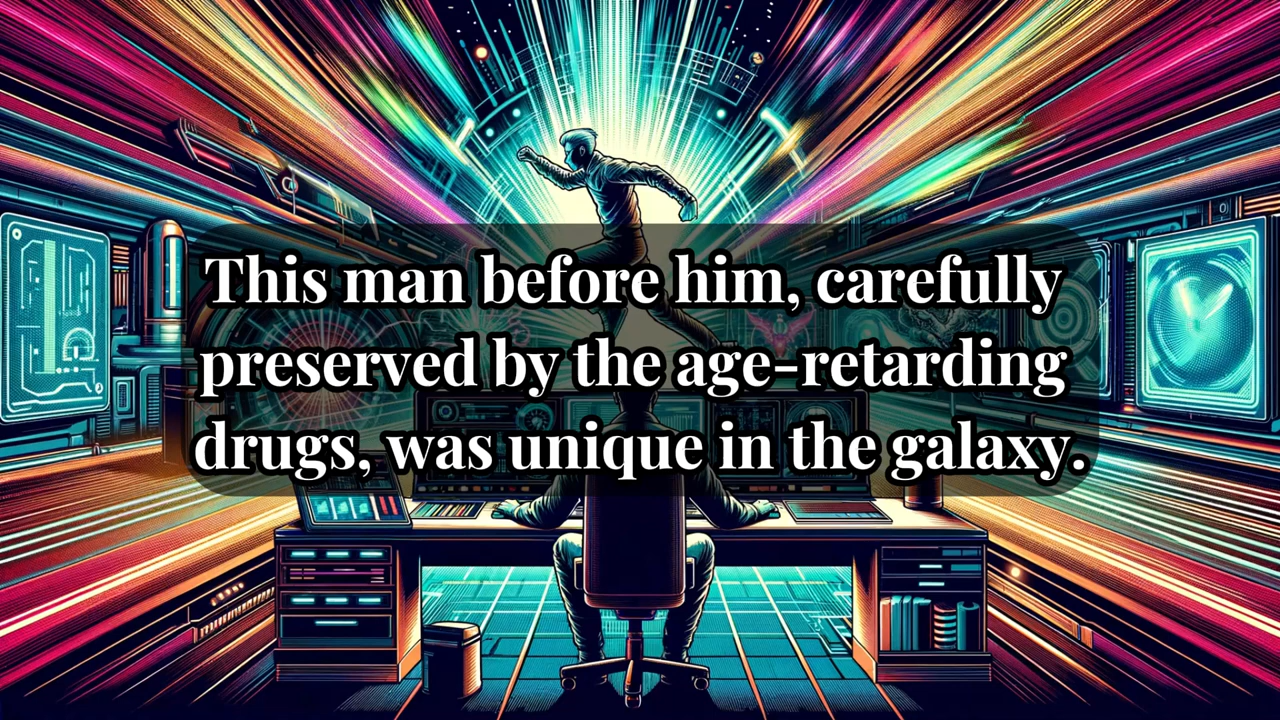 This man before him, carefully
preserved by the age-retarding
drugs, was unique in the galaxy.